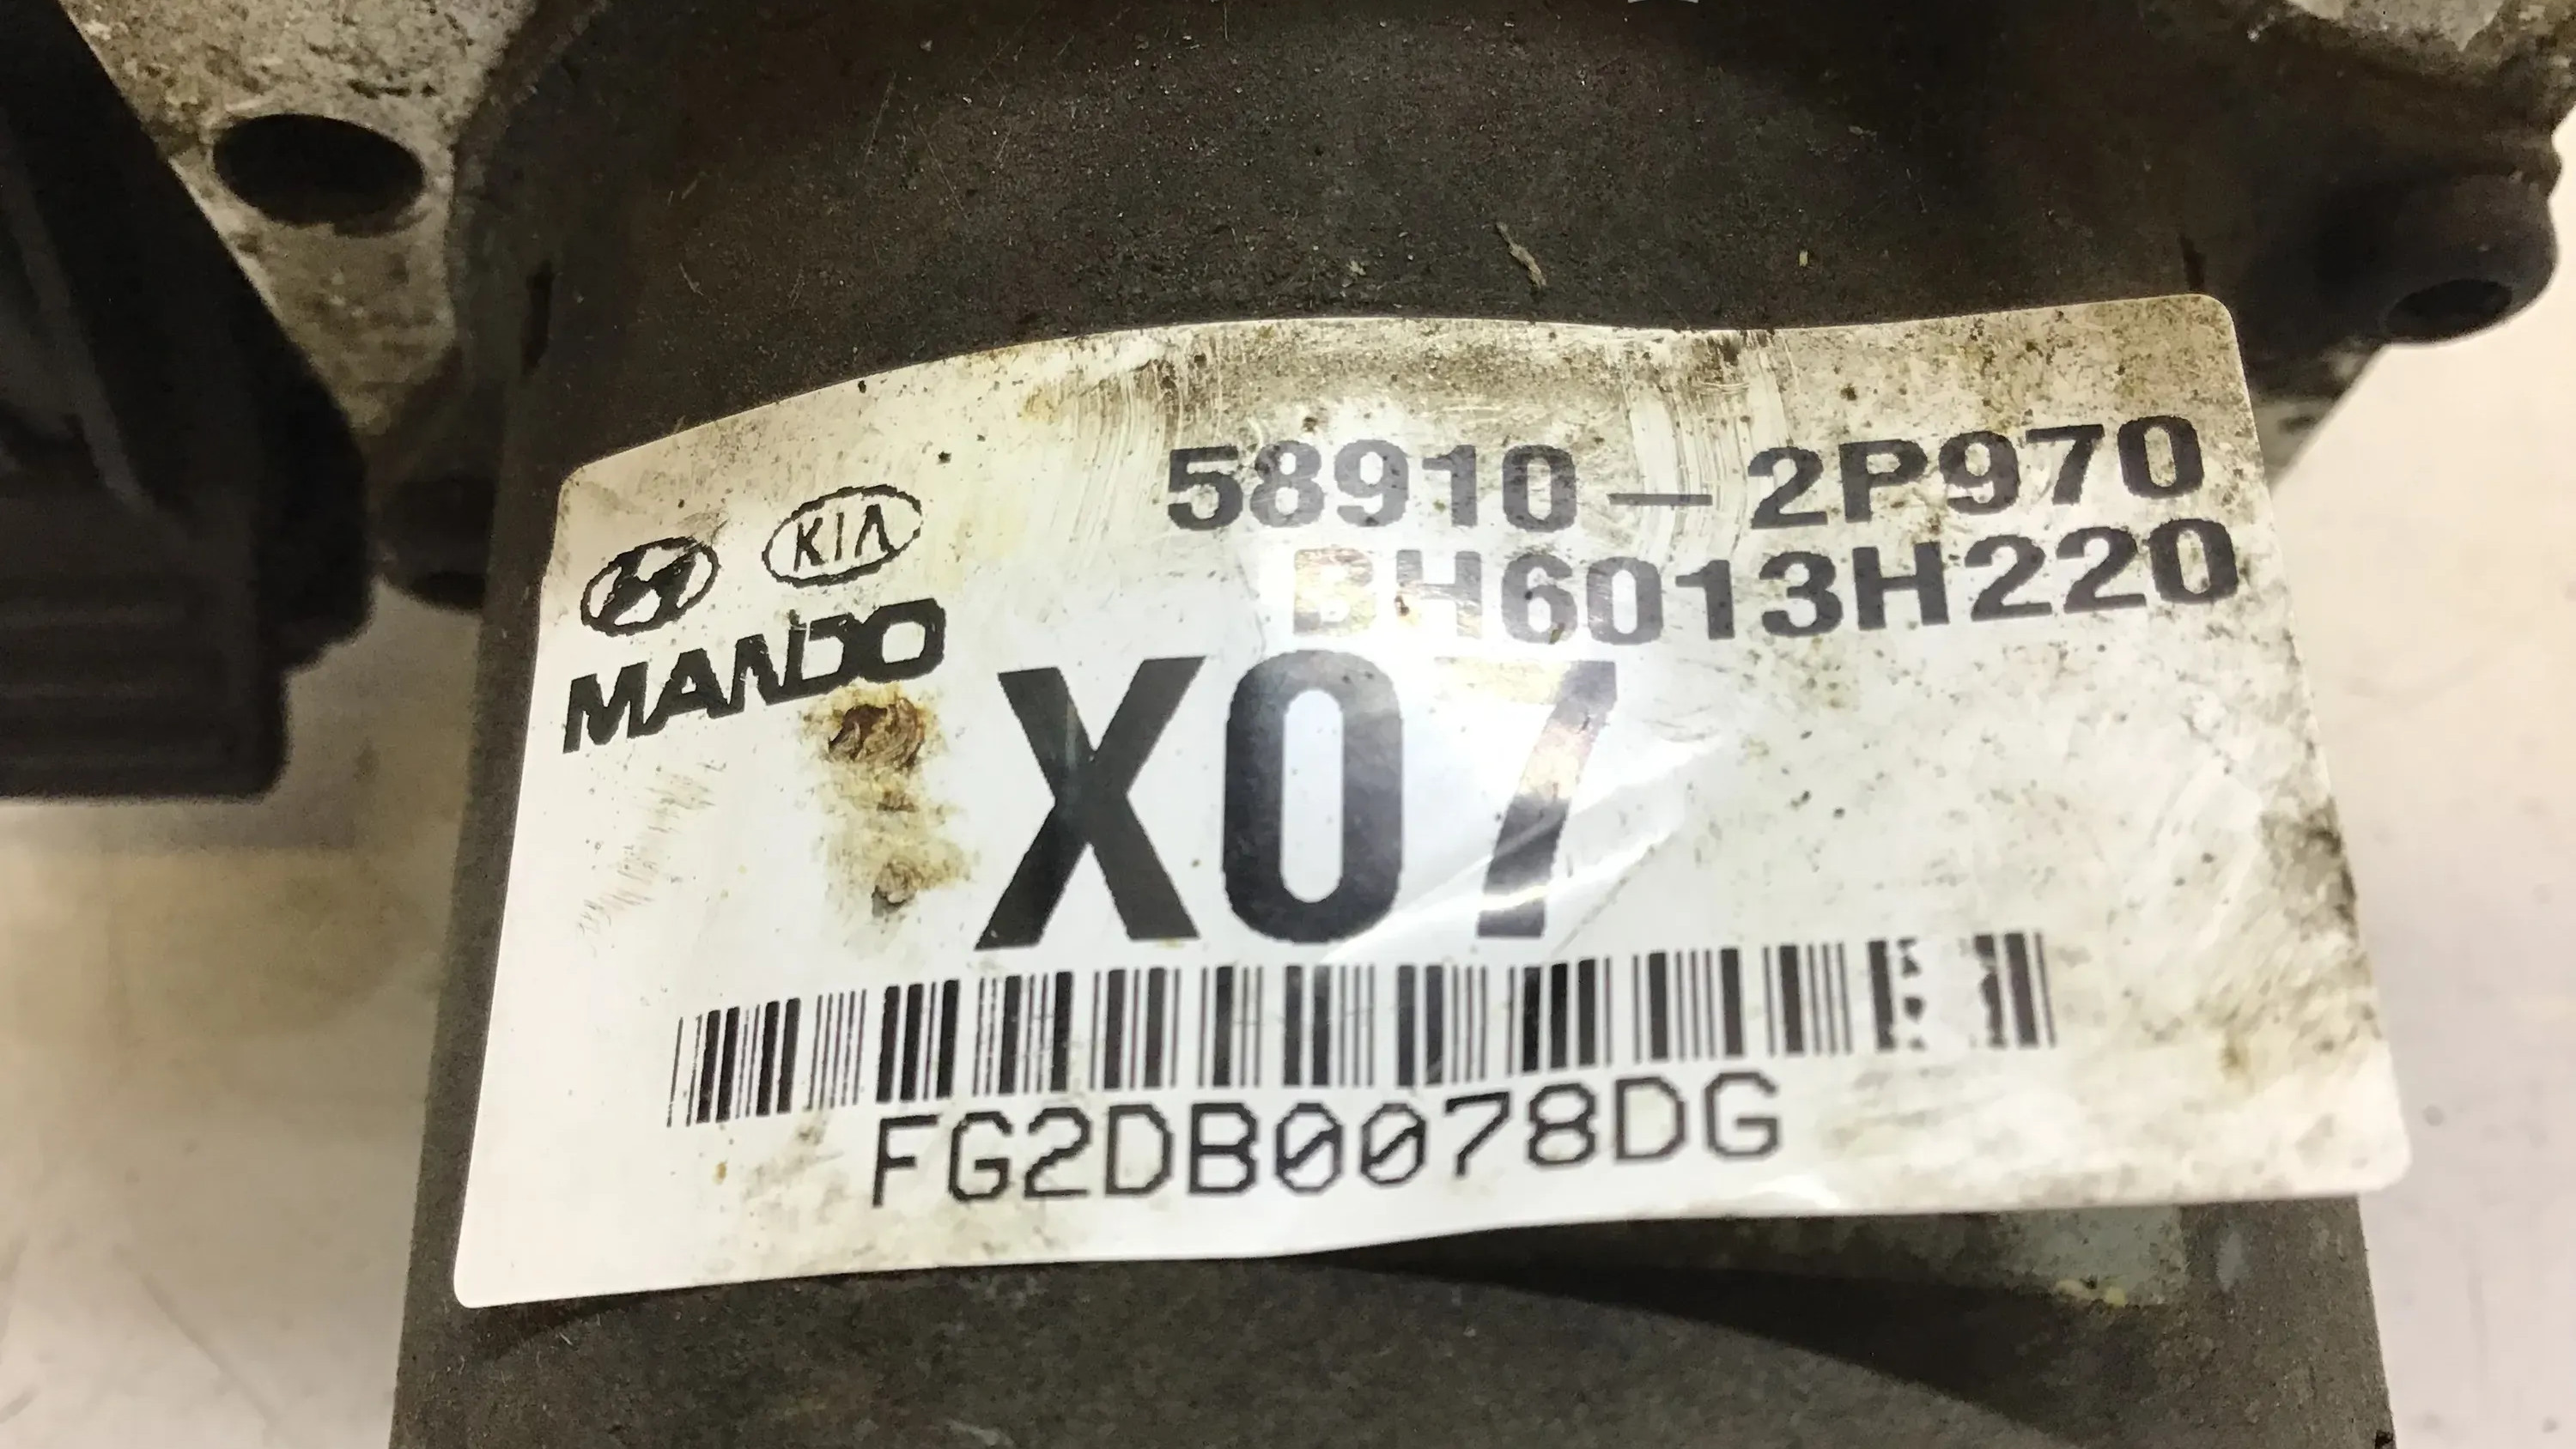 58910-2P970
KIA
BH6013H220
MANDO
X07
FG2DB0078DG